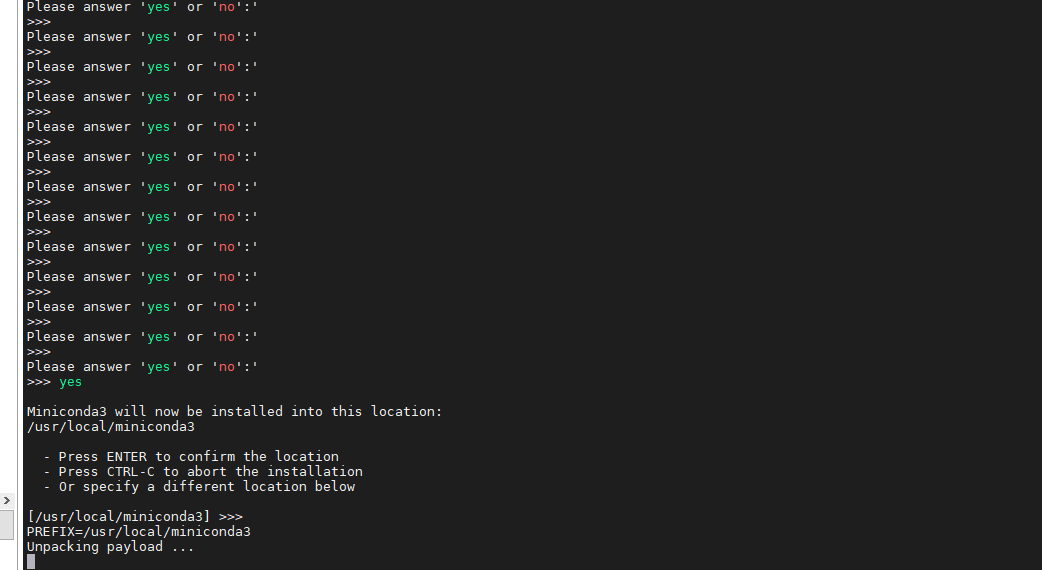 Please answer 'yes' or 'no':'
>>>
Please answer 'yes' or 'no':'
>>>
Please answer 'yes' or 'no':'
>>>
Please answer 'yes' or 'no':'
>>>
Please answer 'yes' or 'no':'
>>>
Please answer 'yes' or 'no':'
>>>
Please answer 'yes' or 'no':'
>>>
Please answer 'yes' or 'no':'
>>>
Please answer 'yes' or 'no':'
>>>
Please answer 'yes' or 'no':'
>>>
Please answer 'yes' or 'no':'
>>>
Please answer 'yes' or 'no':'
>>>
Please answer 'yes' or 'no':'
>>> yes

Miniconda3 will now be installed into this location:
/usr/local/miniconda3

  - Press ENTER to confirm the location
  - Press CTRL-C to abort the installation
  - Or specify a different location below

[/usr/local/miniconda3] >>>
PREFIX=/usr/local/miniconda3
Unpacking payload ...